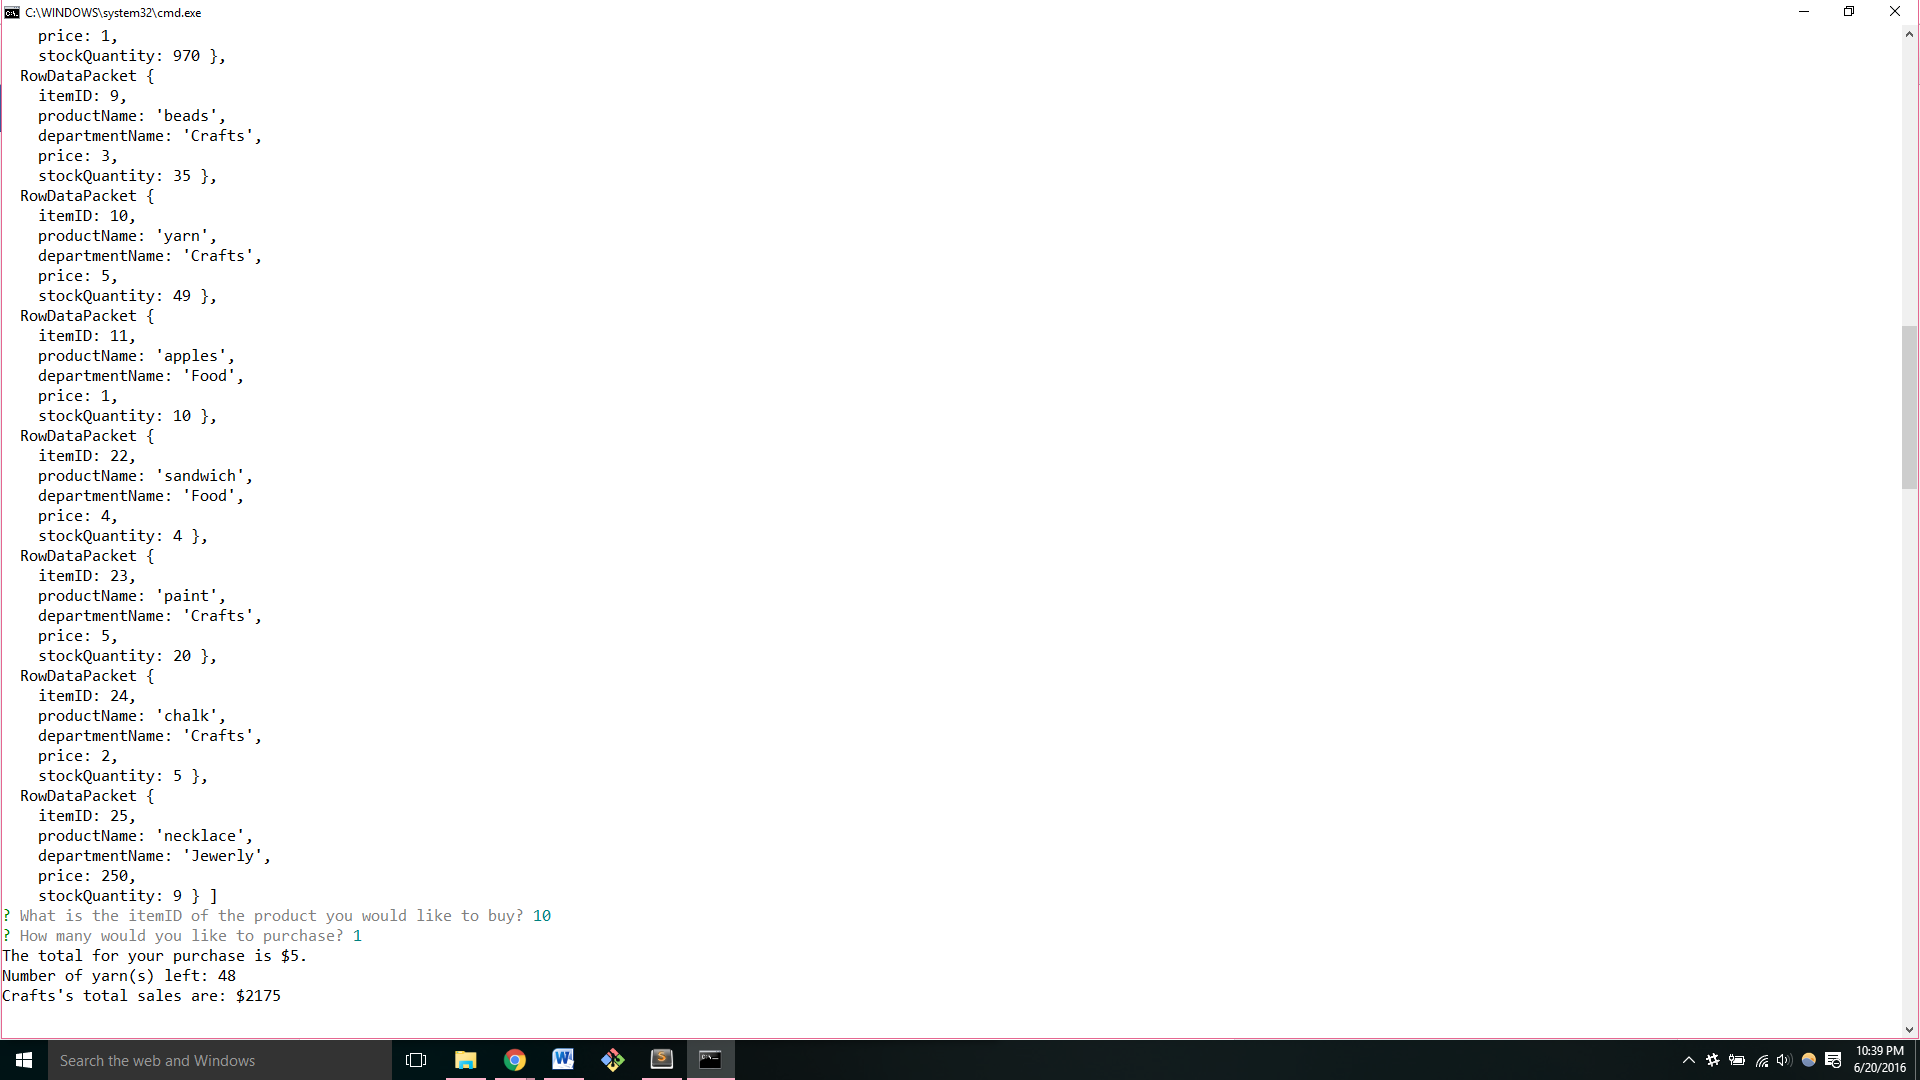 C:\WINDOWS\system32\cmd.exe
price: 1,
stockQuantity: 970 },
RowDataPacket {
itemID: 9,
productName: 'beads',
departmentName: 'Crafts',
price: 3,
stockQuantity: 35 },
RowDataPacket {
itemID: 10,
productName: 'yarn',
departmentName: 'Crafts',
price: 5,
stockQuantity: 49 },
RowDataPacket {
itemID: 11,
productName: 'apples',
departmentName: 'Food',
price: 1,
stockQuantity: 10 },
RowDataPacket {
itemID: 22,
productName: 'sandwich',
departmentName: 'Food',
price: 4,
stockQuantity: 4 },
RowDataPacket {
itemID: 23,
productName: 'paint',
departmentName: 'Crafts',
price: 5,
stockQuantity: 20 },
RowDataPacket {
itemID: 24,
productName: 'chalk',
departmentName: 'Crafts',
price: 2,
stockQuantity: 5 },
RowDataPacket {
itemID: 25,
productName: 'necklace',
departmentName: 'Jewerly',
price: 250,
stockQuantity: 9 } ]
? What is the itemID of the product you would like to buy? 10
? How many would you like to purchase? 1
The total for your purchase is $5.
Number of yarn(s) left: 48
Crafts's total sales are: $2175
Search the web and Windows
10:39 PM
6/20/2016